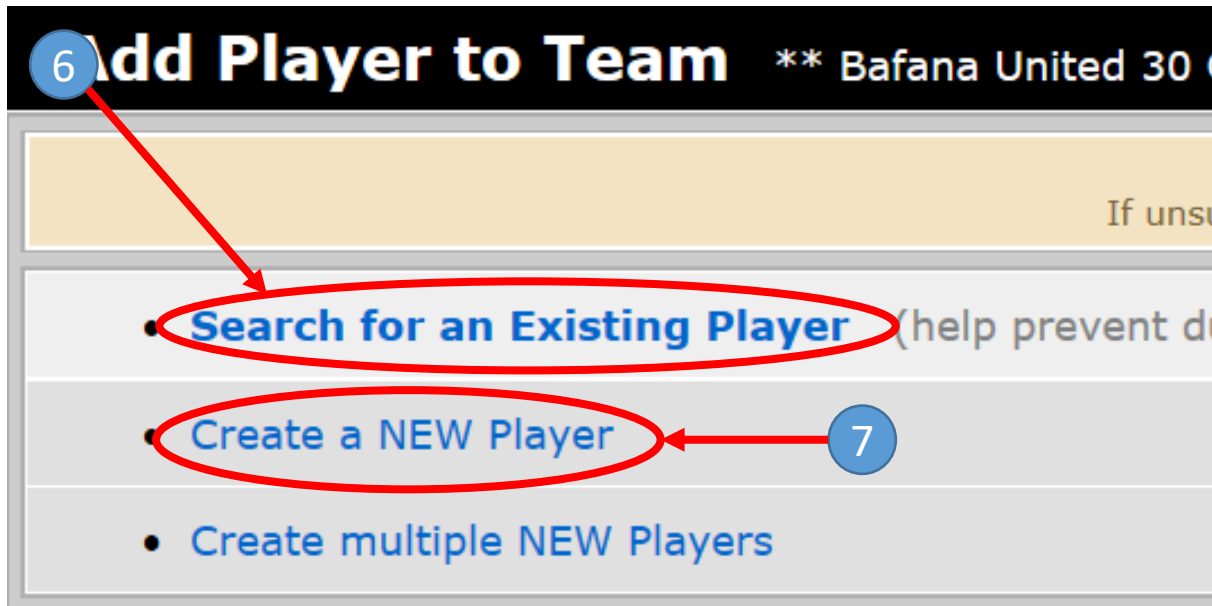 6 Add Player to Team ** Bafana United 30
If unsu
• Search for an Existing Player (help prevent du
• Create a NEW Player 7
• Create multiple NEW Players